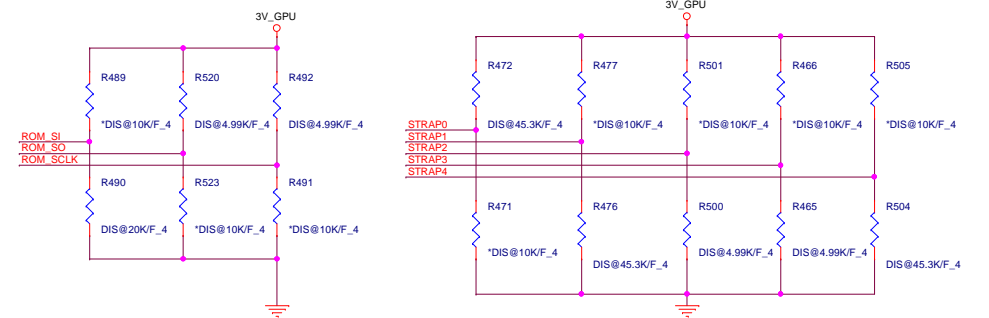 3V_GPU
R489
R520
R492
*DIS@10K/F_4
DIS@4.99K/F_4
DIS@4.99K/F_4
ROM_SI
ROM_SO
ROM_SCLK
R490
R523
R491
DIS@20K/F_4
*DIS@10K/F_4
*DIS@10K/F_4
3V_GPU
R472
R477
R501
R466
R505
DIS@45.3K/F_4
*DIS@10K/F_4
*DIS@10K/F_4
*DIS@10K/F_4
*DIS@10K/F_4
STRAP0
STRAP1
STRAP2
STRAP3
STRAP4
R471
R476
R500
R465
R504
*DIS@10K/F_4
DIS@45.3K/F_4
DIS@4.99K/F_4
DIS@4.99K/F_4
DIS@45.3K/F_4